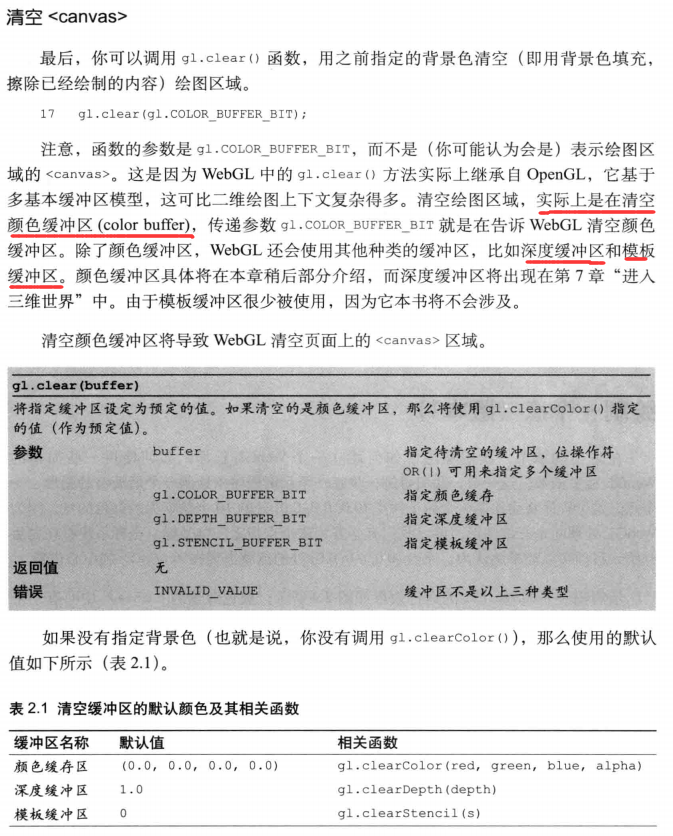 清空 <canvas>
最后，你可以调用 gl.clear() 函数，用之前指定的背景色清空（即用背景色填充，
擦除已经绘制的内容）绘图区域。
17 gl.clear(gl.COLOR_BUFFER_BIT);
注意，函数的参数是 gl.COLOR_BUFFER_BIT，而不是（你可能认为会是）表示绘图区
域的 <canvas>。这是因为 WebGL 中的 gl.clear() 方法实际上继承自 OpenGL，它基于
多基本缓冲区模型，这可比二维绘图上下文复杂得多。清空绘图区域，实际上是在清空
颜色缓冲区 (color buffer)，传递参数 gl.COLOR_BUFFER_BIT 就是在告诉 WebGL 清空颜色
缓冲区。除了颜色缓冲区，WebGL 还会使用其他种类的缓冲区，比如深度缓冲区和模板
缓冲区。颜色缓冲区具体将在本章稍后部分介绍，而深度缓冲区将出现在第 7 章“进入
三维世界”中。由于模板缓冲区很少被使用，因为它本书将不会涉及。
清空颜色缓冲区将导致 WebGL 清空页面上的 <canvas> 区域。
gl.clear(buffer)
将指定缓冲区设定为预定的值。如果清空的是颜色缓冲区，那么将使用 gl.clearColor() 指定
的值（作为预定值）。
参数 buffer 指定待清空的缓冲区，位操作符
OR(|) 可用来指定多个缓冲区
gl.COLOR_BUFFER_BIT 指定颜色缓存
gl.DEPTH_BUFFER_BIT 指定深度缓冲区
gl.STENCIL_BUFFER_BIT 指定模板缓冲区
返回值 无
错误 INVALID_VALUE 缓冲区不是以上三种类型
如果没有指定背景色（也就是说，你没有调用 gl.clearColor()），那么使用的默认
值如下所示（表 2.1）。
表 2.1 清空缓冲区的默认颜色及其相关函数
缓冲区名称 默认值 相关函数
颜色缓存区 (0.0, 0.0, 0.0, 0.0) gl.clearColor(red, green, blue, alpha)
深度缓冲区 1.0 gl.clearDepth(depth)
模板缓冲区 0 gl.clearStencil(s)